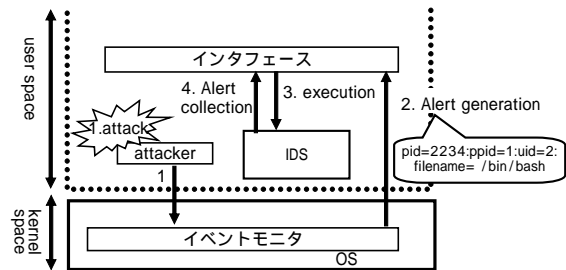 user space
インタフェース
4. Alert
collection
3. execution
2. Alert generation
1.attack
attacker
IDS
pid=2234:ppid=1:uid=2:
filename= /bin/bash
1
kernel
space
イベントモニタ
OS